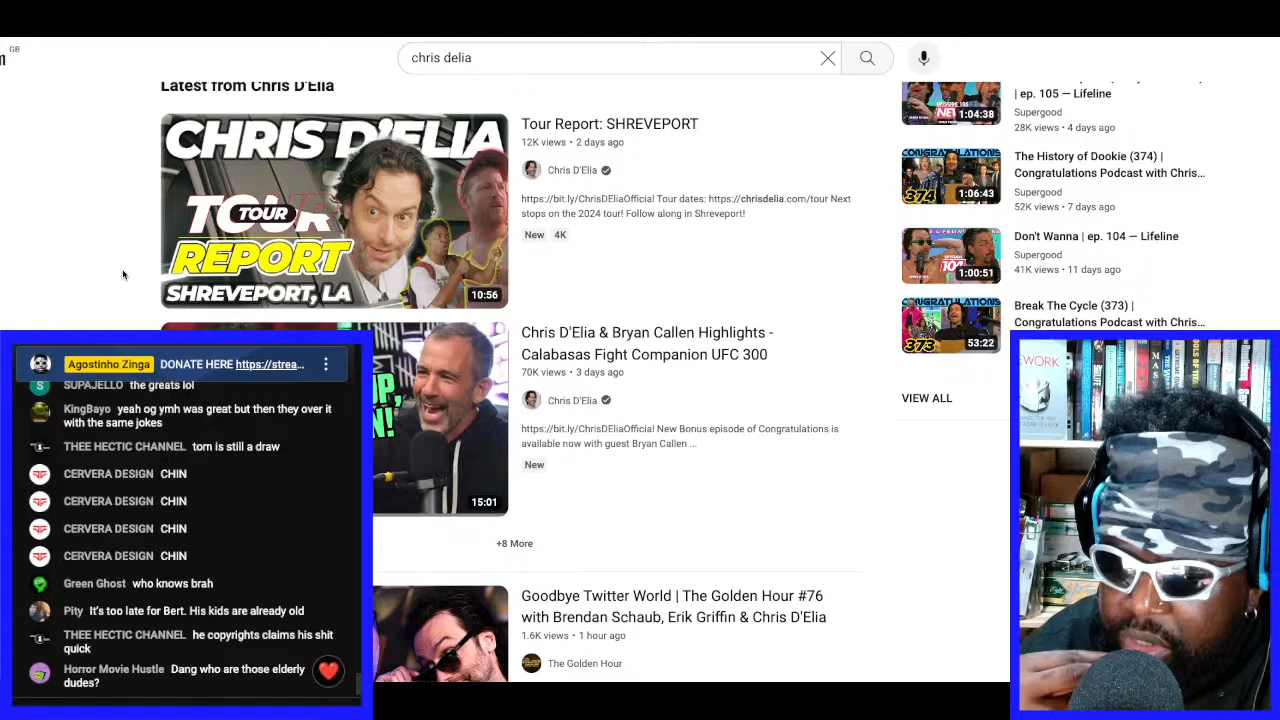 GB
chris delia
Latest from Chris D'Elia
CHRIS D'ELIA
TOUR
TOUR
REPORT
SHREVEPORT, LA
10:56
Tour Report: SHREVEPORT
12K views • 2 days ago
Chris D'Elia
https://bit.ly/ChrisDEliaOfficial Tour dates: https://chrisdelia.com/tour Next
stops on the 2024 tour! Follow along in Shreveport!
New 4K
15:01
Chris D'Elia & Bryan Callen Highlights -
Calabasas Fight Companion UFC 300
70K views • 3 days ago
Chris D'Elia
https://bit.ly/ChrisDEliaOfficial New Bonus episode of Congratulations is
available now with guest Bryan Callen ...
New
+8 More
Goodbye Twitter World | The Golden Hour #76
with Brendan Schaub, Erik Griffin & Chris D'Elia
1.6K views • 1 hour ago
The Golden Hour
1:04:38
| ep. 105 — Lifeline
Supergood
28K views • 4 days ago
CONGRATULATIONS
374
1:06:43
The History of Dookie (374) |
Congratulations Podcast with Chris...
Supergood
52K views • 7 days ago
104
1:00:51
Don't Wanna | ep. 104 — Lifeline
Supergood
41K views • 11 days ago
CONGRATULATIONS
373
53:22
Break The Cycle (373) |
Congratulations Podcast with Chris...
VIEW ALL
Agostinho Zinga DONATE HERE https://strea...
S SUPAJELLO the greats lol
KingBayo yeah og ymh was great but then they over it
with the same jokes
THEE HECTIC CHANNEL tom is still a draw
CERVERA DESIGN CHIN
CERVERA DESIGN CHIN
CERVERA DESIGN CHIN
CERVERA DESIGN CHIN
Green Ghost who knows brah
Pity It's too late for Bert. His kids are already old
THEE HECTIC CHANNEL he copyrights claims his shit
quick
Horror Movie Hustle Dang who are those elderly
dudes?
WORK